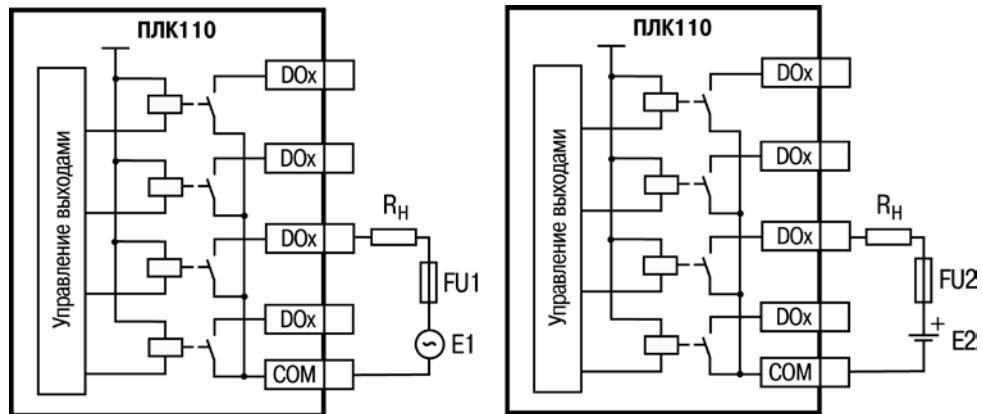 ПЛК110
Управление выходами
DOx
DOx
DOx
DOx
COM
RН
FU1
E1
ПЛК110
Управление выходами
DOx
DOx
DOx
DOx
COM
RН
FU2
+
E2